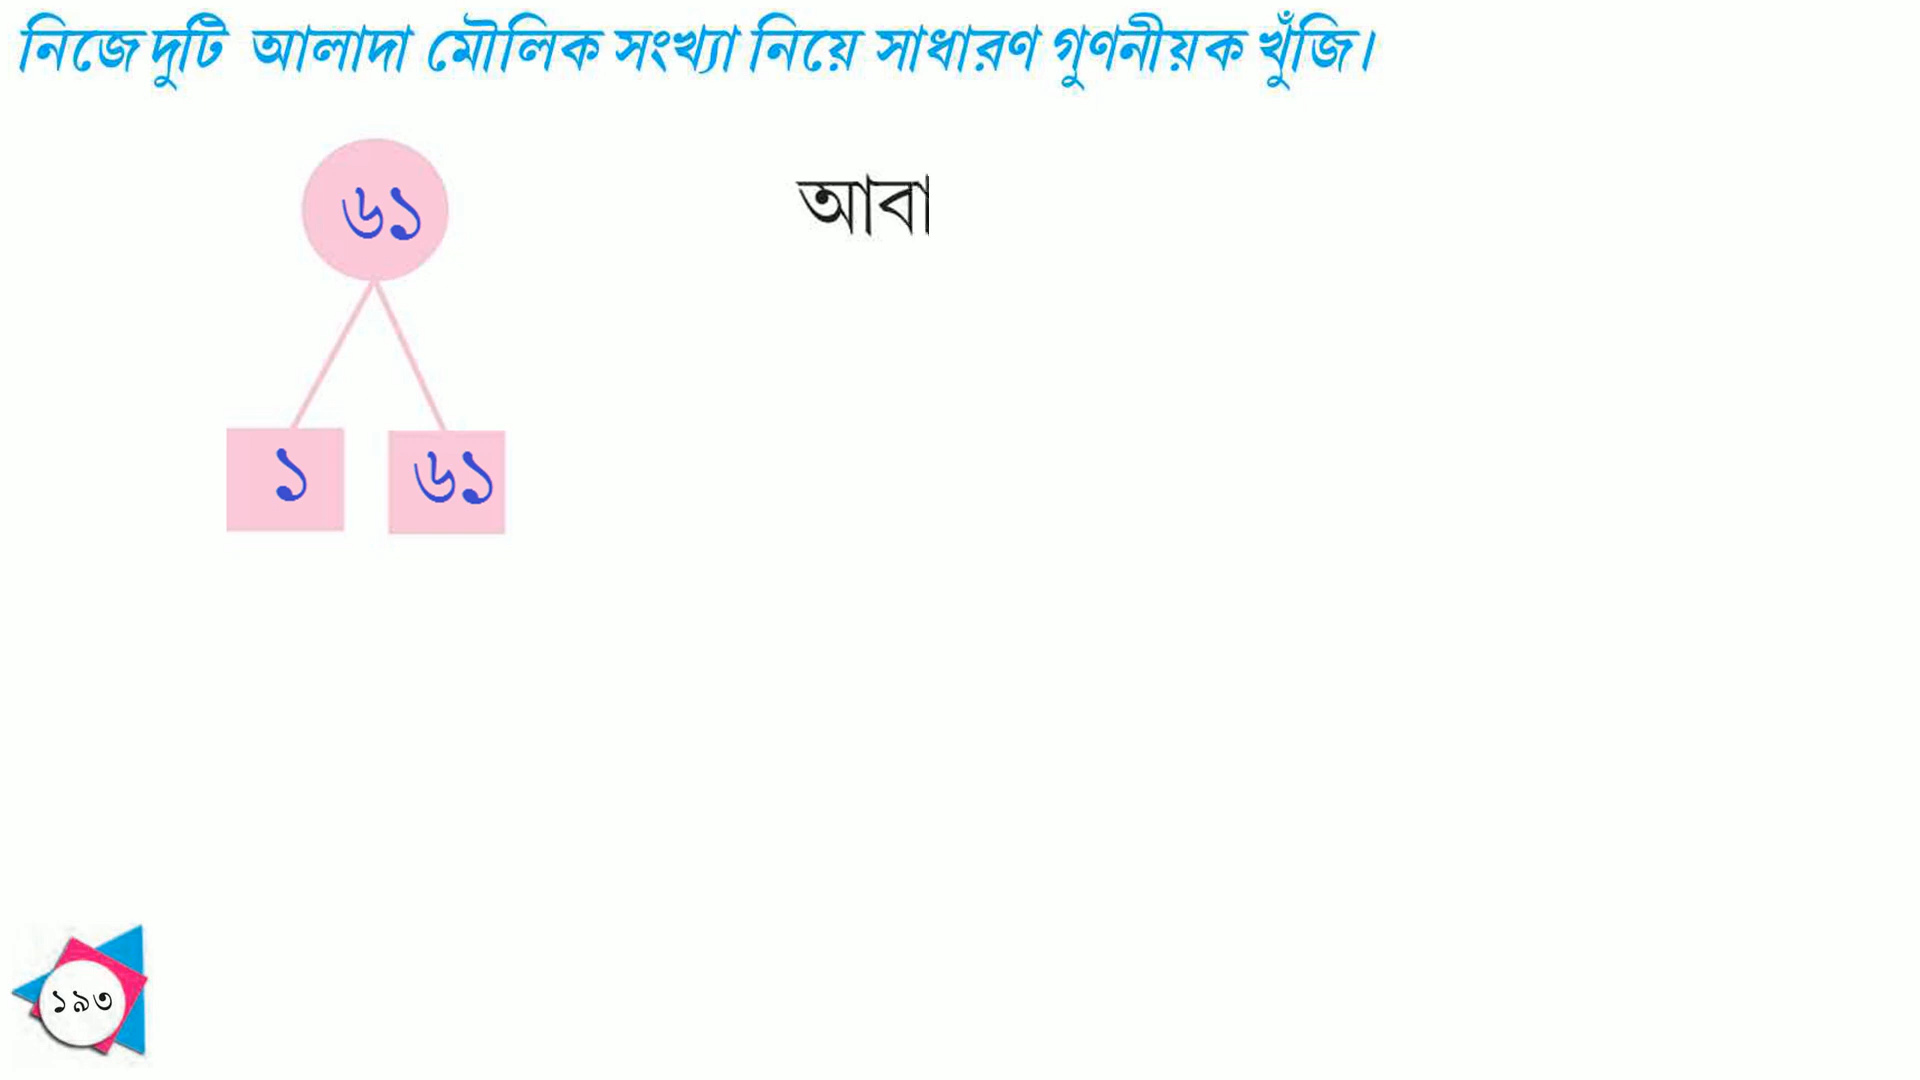 নিজে দুটি আলাদা মৌলিক সংখ্যা নিয়ে সাধারণ গুণনীয়ক খুঁজি।
৬১
আবা
১ ৬১
১৯৩